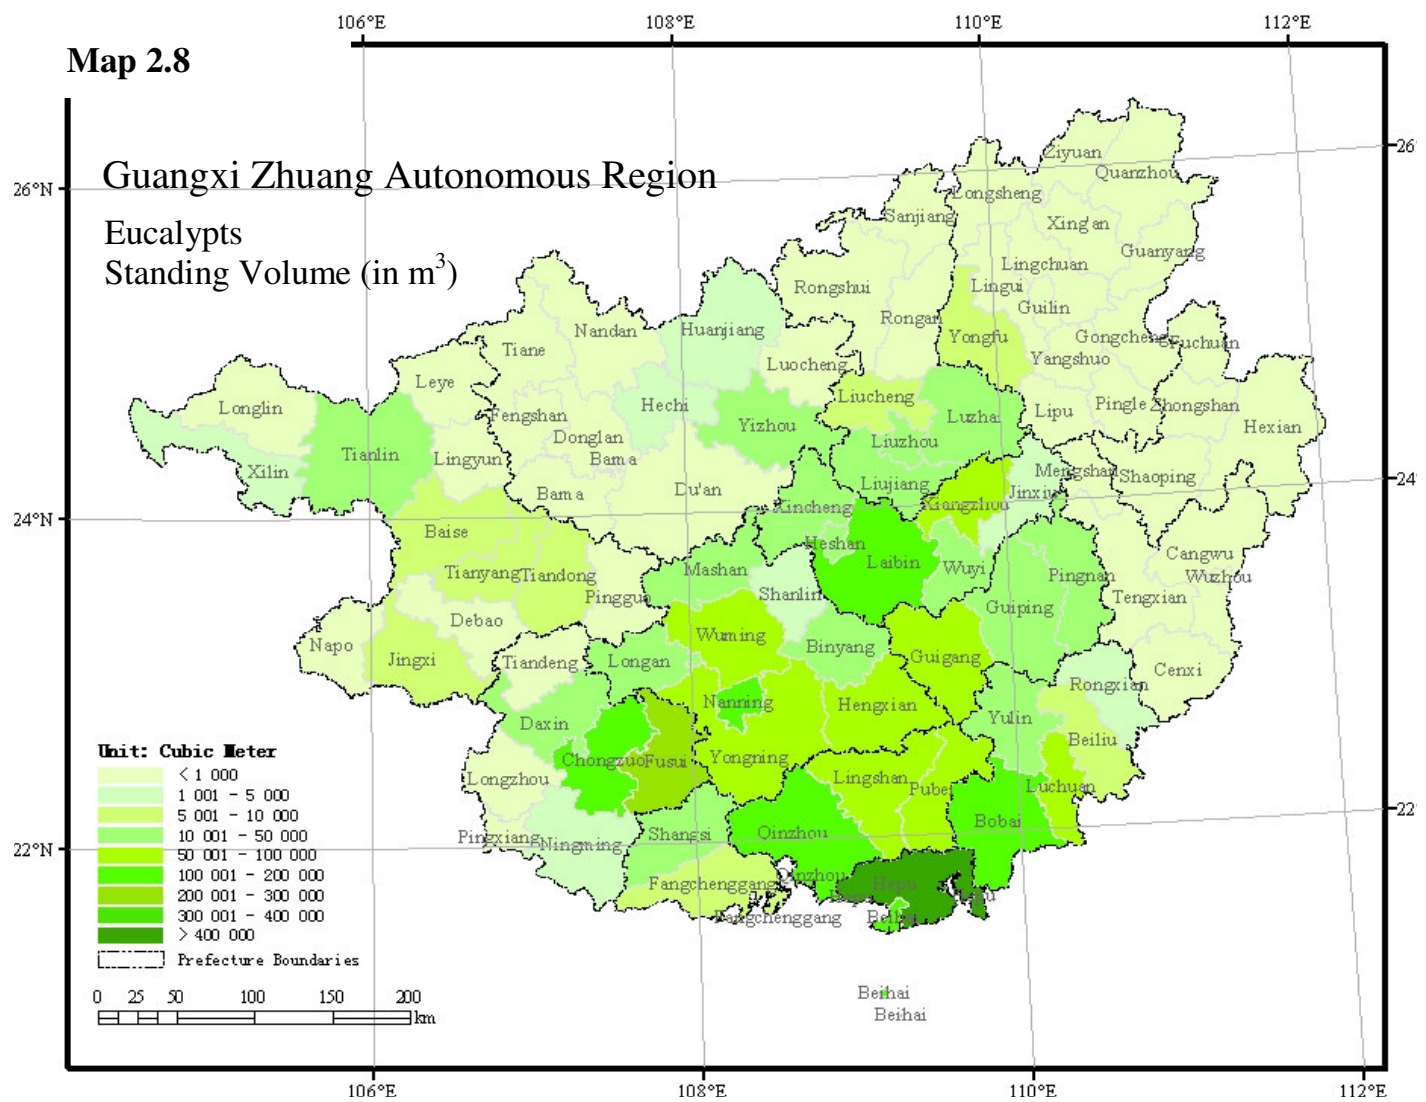 106°E
108°E
110°E
112°E
Map 2.8
Guangxi Zhuang Autonomous Region
Eucalypts
Standing Volume (in m³)
26°N
26°
Ziyuan
Quanzhou
Longsheng
Sanjiang
Xing'an
Guanyang
Lingchuan
Rongshui
Lingui
Guilin
Rongan
Nandan
Huanjiang
Yongfu
Gongcheng
Fuchuan
Tiane
Luocheng
Yangshuo
Leye
Longlin
Hechi
Liucheng
Luzhai
Lipu
Pingle
Zhongshan
Fengshan
Yizhou
Hexian
Donglan
Liuzhou
Tianlin
Lingyun
Bama
Xilin
Mengshan
Shaoping
Bama
Du'an
Liujiang
Jinxiu
24°N
24°
Xincheng
Xiangzhou
Baise
Heshan
Laibin
Cangwu
Tianyang
Tiandong
Mashan
Wuyi
Pingnan
Wuzhou
Pingguo
Shanlin
Guiping
Tengxian
Debao
Napo
Jingxi
Wuming
Binyang
Guigang
Tiandeng
Longan
Cenxi
Rongxian
Nanning
Hengxian
Daxin
Yulin
Beiliu
Chongzuo
Fusui
Yongning
Longzhou
Lingshan
Pubei
Luchuan
Unit: Cubic Meter
< 1 000
1 001 - 5 000
5 001 - 10 000
10 001 - 50 000
50 001 - 100 000
100 001 - 200 000
200 001 - 300 000
300 001 - 400 000
> 400 000
Prefecture Boundaries
22°N
22°
Pingxiang
Ningming
Shangsi
Qinzhou
Bobai
Fangchenggang
Qinzhou
Hepu
Fangchenggang
Beihai
Beihai
Beihai
0 25 50 100 150 200
km
106°E
108°E
110°E
112°E